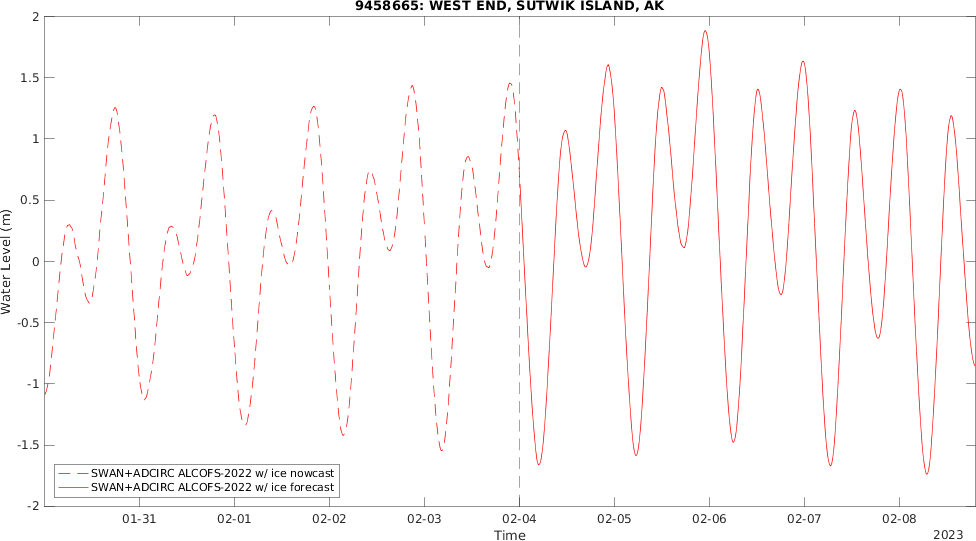 9458665: WEST END, SUTWIK ISLAND, AK
2
1.5
1
0.5
0
-0.5
-1
-1.5
-2
Water Level (m)
SWAN+ADCIRC ALCOFS-2022 w/ ice nowcast
SWAN+ADCIRC ALCOFS-2022 w/ ice forecast
01-31 02-01 02-02 02-03 02-04 02-05 02-06 02-07 02-08
Time
2023